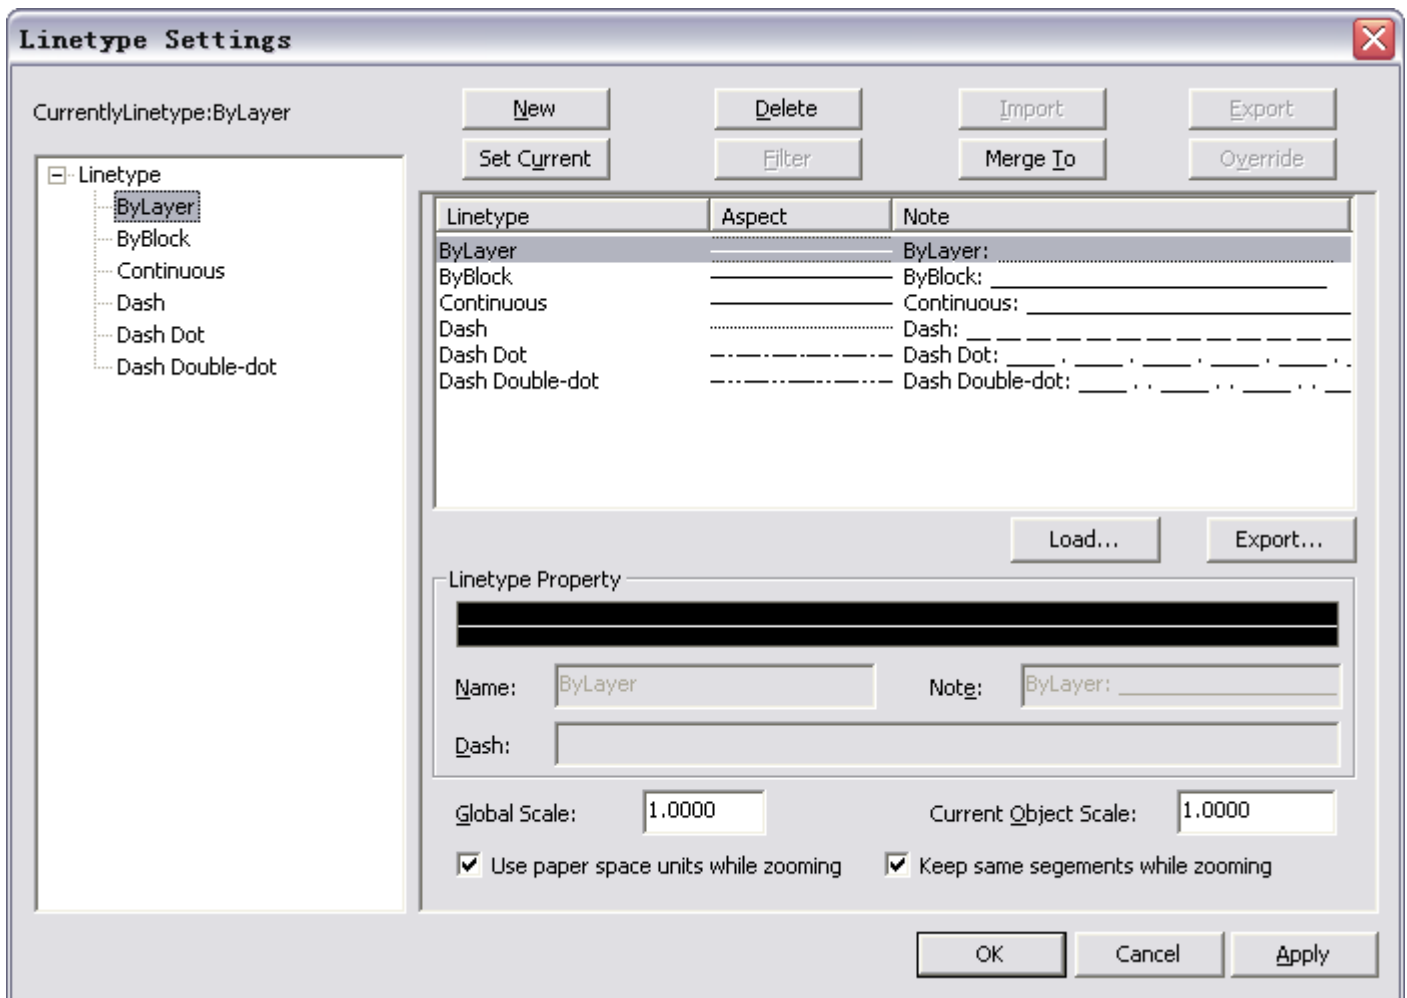 Linetype Settings
CurrentlyLinetype:ByLayer
New Delete Import Export
Set Current Filter Merge To Override
Linetype
ByLayer
ByBlock
Continuous
Dash
Dash Dot
Dash Double-dot
Linetype Aspect Note
ByLayer ByLayer:
ByBlock ByBlock:
Continuous Continuous:
Dash Dash:
Dash Dot Dash Dot:
Dash Double-dot Dash Double-dot:
Load... Export...
Linetype Property
Name: ByLayer Note: ByLayer: ________
Dash:
Global Scale: 1.0000 Current Object Scale: 1.0000
Use paper space units while zooming Keep same segements while zooming
OK Cancel Apply